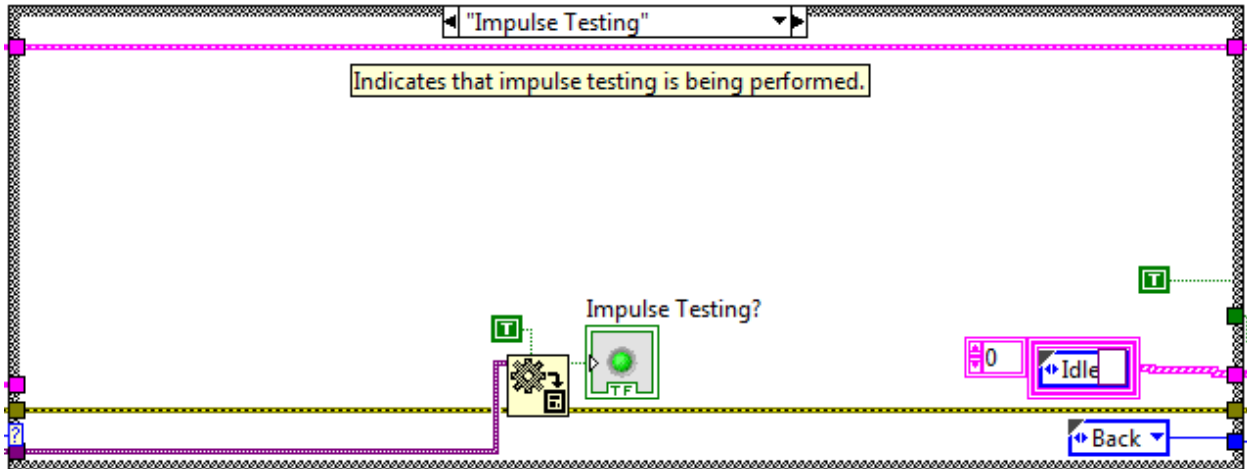 "Impulse Testing"
Indicates that impulse testing is being performed.
T
Impulse Testing?
T
TF
0
Idle
?
Back